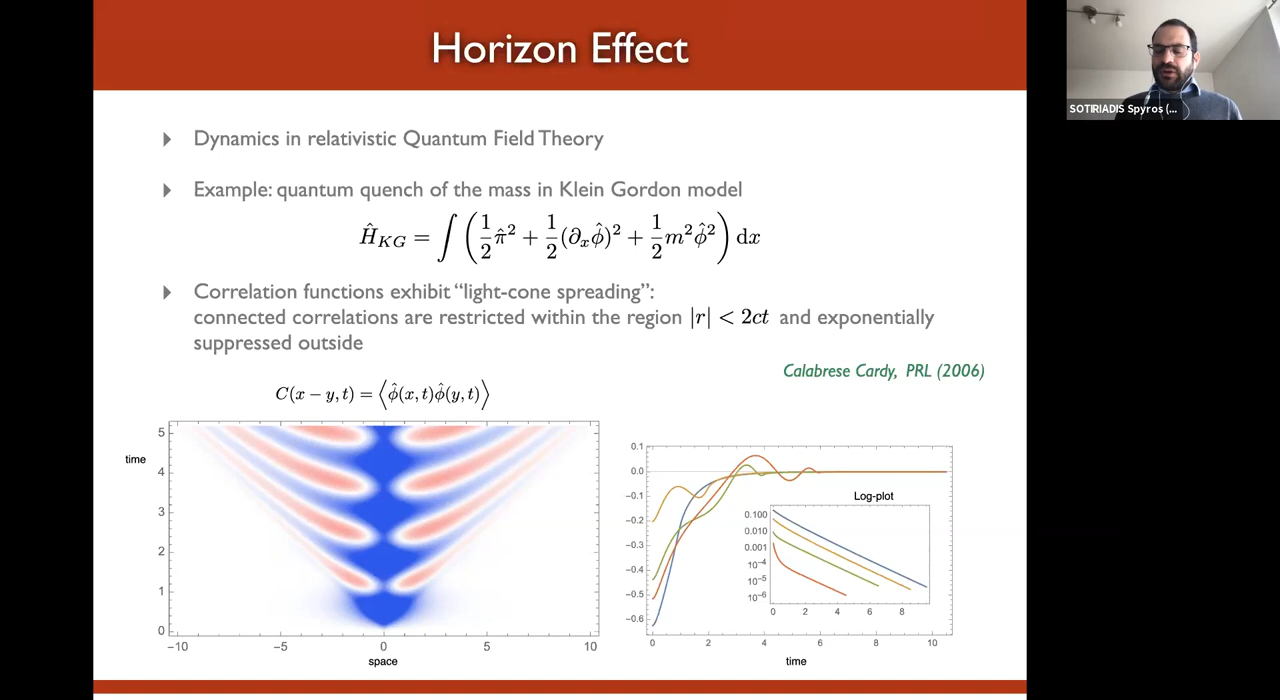 Horizon Effect
SOTIRIADIS Spyros (...
Dynamics in relativistic Quantum Field Theory
Example: quantum quench of the mass in Klein Gordon model
Ĥ_KG = ∫ ( 1/2 π̂² + 1/2 (∂ₓφ̂)² + 1/2 m²φ̂² ) dx
Correlation functions exhibit “light-cone spreading”:
connected correlations are restricted within the region |r| < 2ct and exponentially
suppressed outside
Calabrese Cardy, PRL (2006)
C(x − y, t) = ⟨φ̂(x, t)φ̂(y, t)⟩
time
5
4
3
2
1
0
−10 −5 0 5 10
space
0.1
0.0
−0.1
−0.2
−0.3
−0.4
−0.5
−0.6
0 2 4 6 8 10
time
Log-plot
0.100
0.010
0.001
10⁻⁴
10⁻⁵
10⁻⁶
0 2 4 6 8